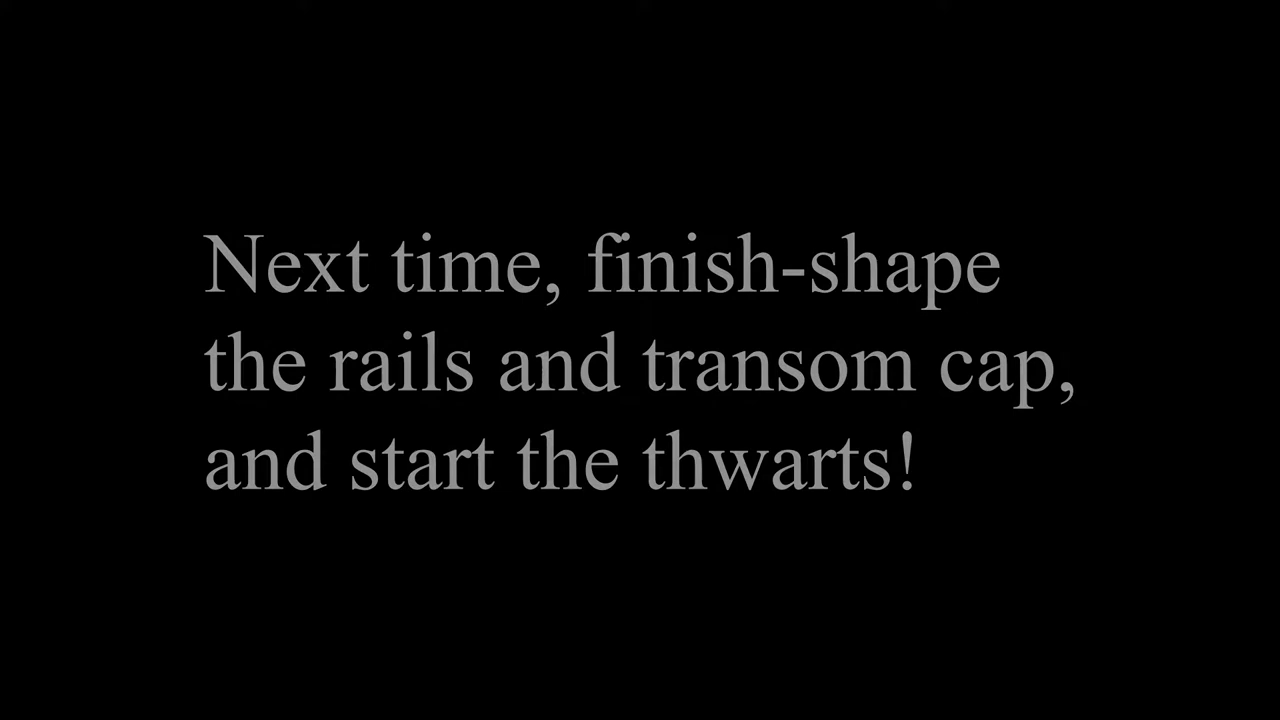 Next time, finish-shape
the rails and transom cap,
and start the thwarts!